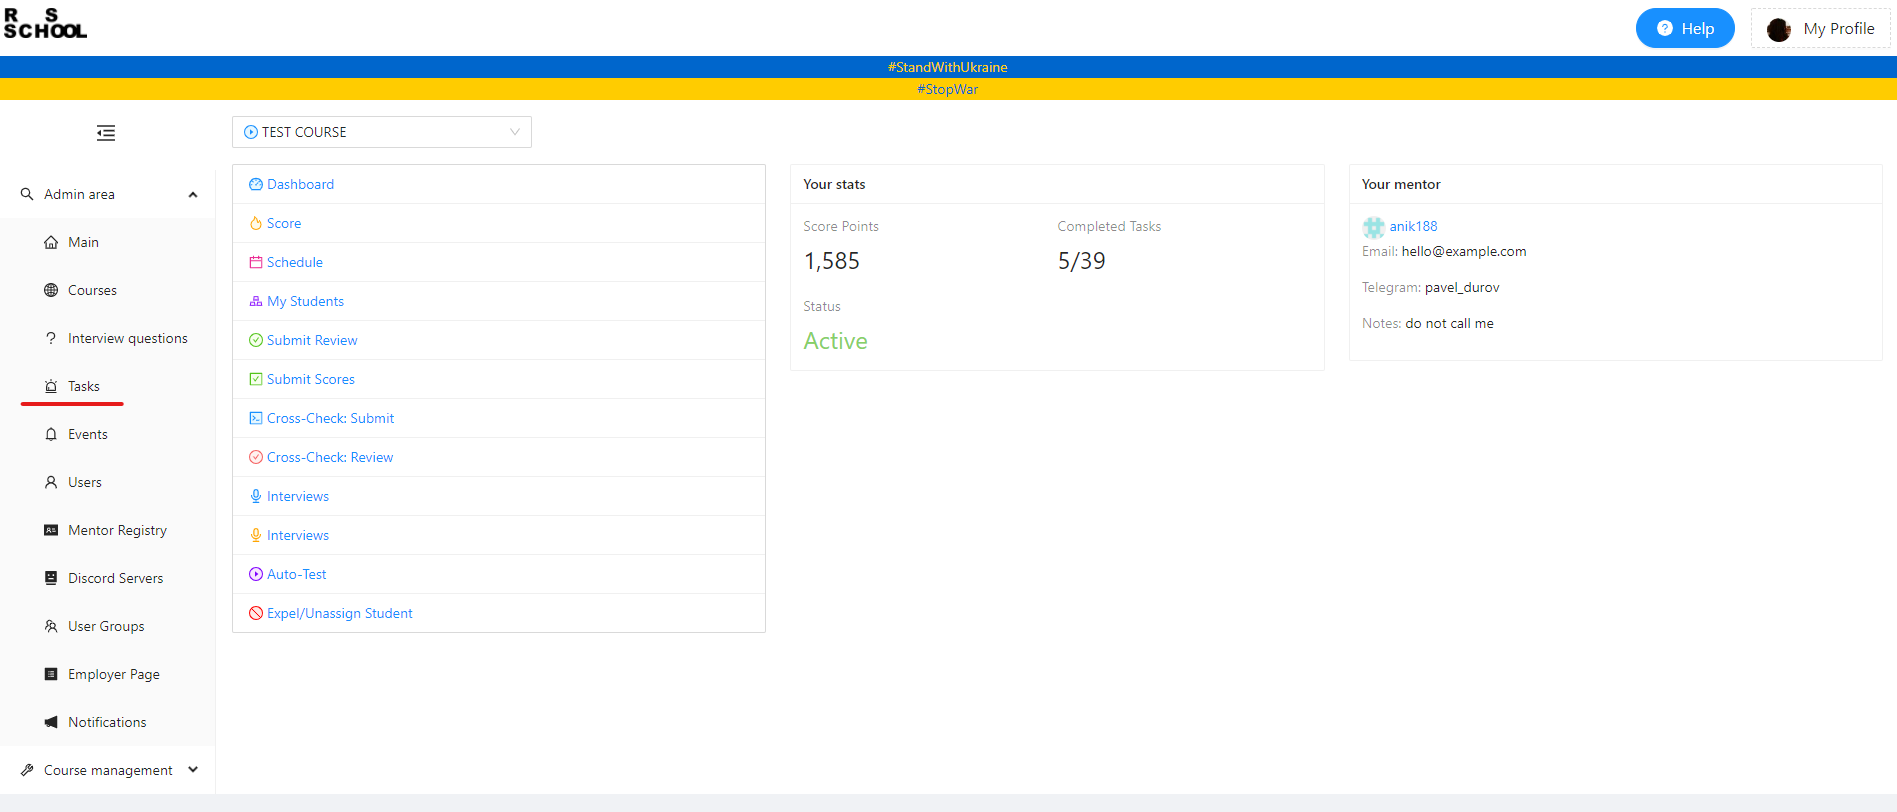 RS SCHOOL
Help
My Profile
#StandWithUkraine
#StopWar
TEST COURSE
Admin area
Main
Courses
Interview questions
Tasks
Events
Users
Mentor Registry
Discord Servers
User Groups
Employer Page
Notifications
Course management
Dashboard
Score
Schedule
My Students
Submit Review
Submit Scores
Cross-Check: Submit
Cross-Check: Review
Interviews
Interviews
Auto-Test
Expel/Unassign Student
Your stats
Score Points
1,585
Completed Tasks
5/39
Status
Active
Your mentor
anik188
Email: hello@example.com
Telegram: pavel_durov
Notes: do not call me